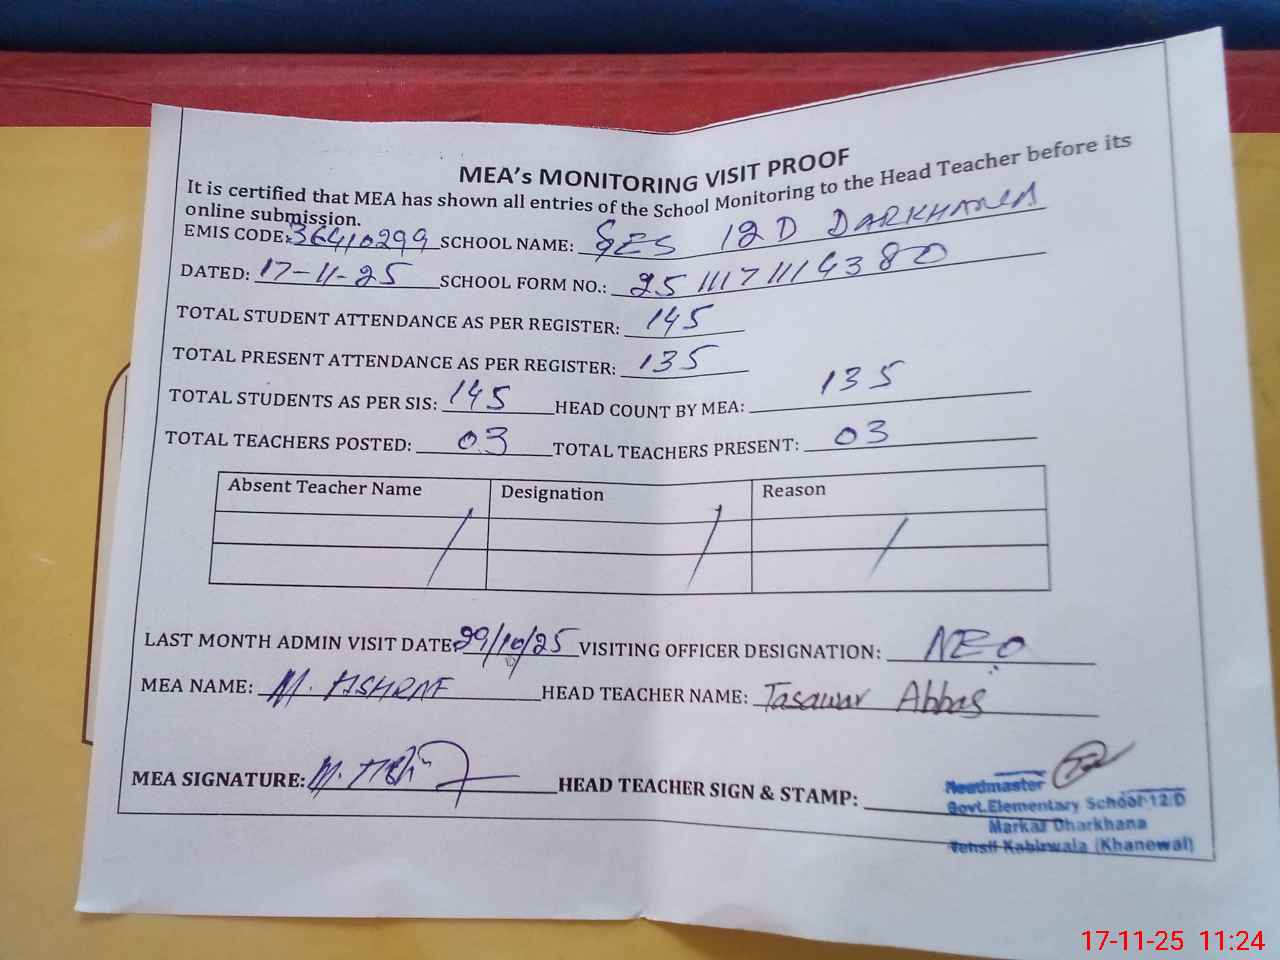 MEA's MONITORING VISIT PROOF
It is certified that MEA has shown all entries of the School Monitoring to the Head Teacher before its
online submission.
EMIS CODE: 36410299 SCHOOL NAME: GES 12D DARKHANA
DATED: 17-11-25 SCHOOL FORM NO.: 25111711114380
TOTAL STUDENT ATTENDANCE AS PER REGISTER: 145
TOTAL PRESENT ATTENDANCE AS PER REGISTER: 135
TOTAL STUDENTS AS PER SIS: 145 HEAD COUNT BY MEA: 135
TOTAL TEACHERS POSTED: 03 TOTAL TEACHERS PRESENT: 03
Absent Teacher Name Designation Reason
LAST MONTH ADMIN VISIT DATE: 29/10/25 VISITING OFFICER DESIGNATION: NEO
MEA NAME: M. ASHRAF HEAD TEACHER NAME: Tasawar Abbas
MEA SIGNATURE: HEAD TEACHER SIGN & STAMP:
Headmaster
Govt.Elementary School 12/D
Markaz Dharkhana
Tehsil Kabirwala (Khanewal)
17-11-25 11:24